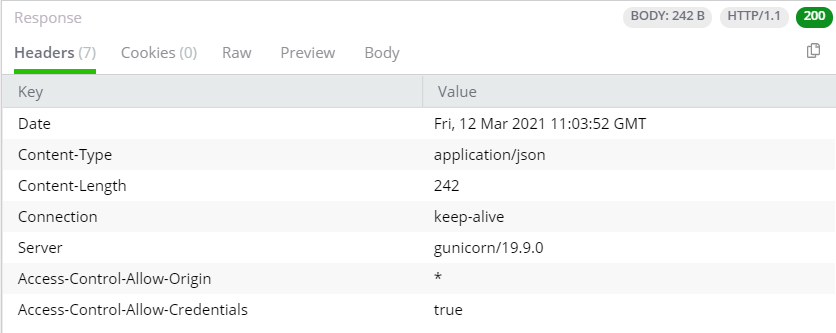 Response BODY: 242 B HTTP/1.1 200
Headers (7) Cookies (0) Raw Preview Body
Key Value
Date Fri, 12 Mar 2021 11:03:52 GMT
Content-Type application/json
Content-Length 242
Connection keep-alive
Server gunicorn/19.9.0
Access-Control-Allow-Origin *
Access-Control-Allow-Credentials true